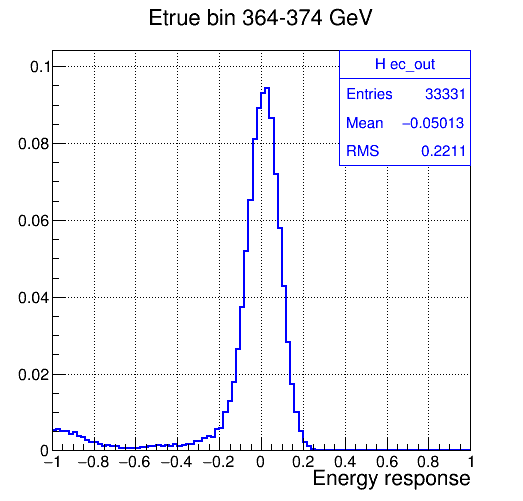 Etrue bin 364-374 GeV
H ec_out
Entries 33331
Mean −0.05013
RMS 0.2211
0.1
0.08
0.06
0.04
0.02
0
−1 −0.8 −0.6 −0.4 −0.2 0 0.2 0.4 0.6 0.8 1
Energy response